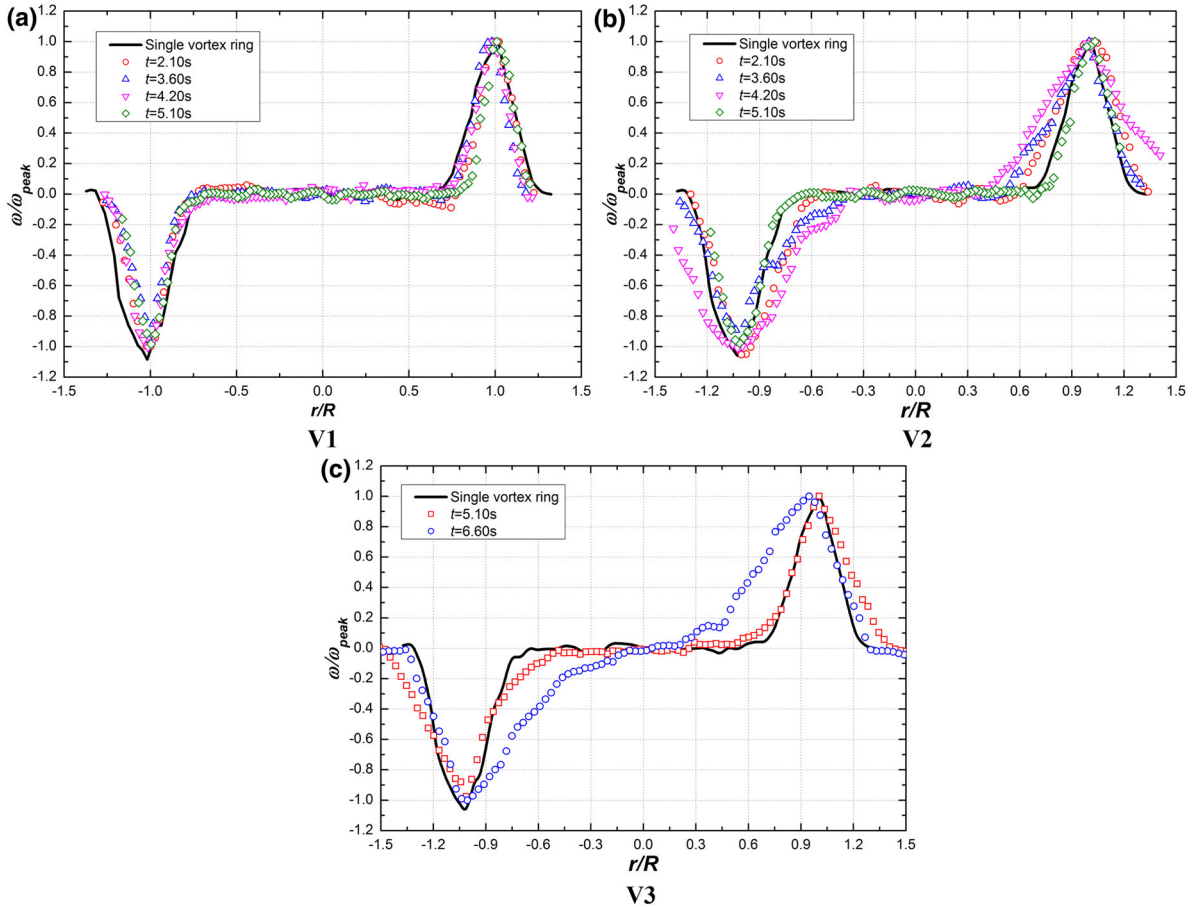 (a)
Single vortex ring
t=2.10s
t=3.60s
t=4.20s
t=5.10s
1.2
1.0
0.8
0.6
0.4
0.2
0.0
-0.2
-0.4
-0.6
-0.8
-1.0
-1.2
ω/ω_peak
-1.5 -1.0 -0.5 0.0 0.5 1.0 1.5
r/R
V1
(b)
Single vortex ring
t=2.10s
t=3.60s
t=4.20s
t=5.10s
1.2
1.0
0.8
0.6
0.4
0.2
0.0
-0.2
-0.4
-0.6
-0.8
-1.0
-1.2
ω/ω_peak
-1.5 -1.2 -0.9 -0.6 -0.3 0.0 0.3 0.6 0.9 1.2 1.5
r/R
V2
(c)
Single vortex ring
t=5.10s
t=6.60s
1.2
1.0
0.8
0.6
0.4
0.2
0.0
-0.2
-0.4
-0.6
-0.8
-1.0
-1.2
ω/ω_peak
-1.5 -1.2 -0.9 -0.6 -0.3 0.0 0.3 0.6 0.9 1.2 1.5
r/R
V3